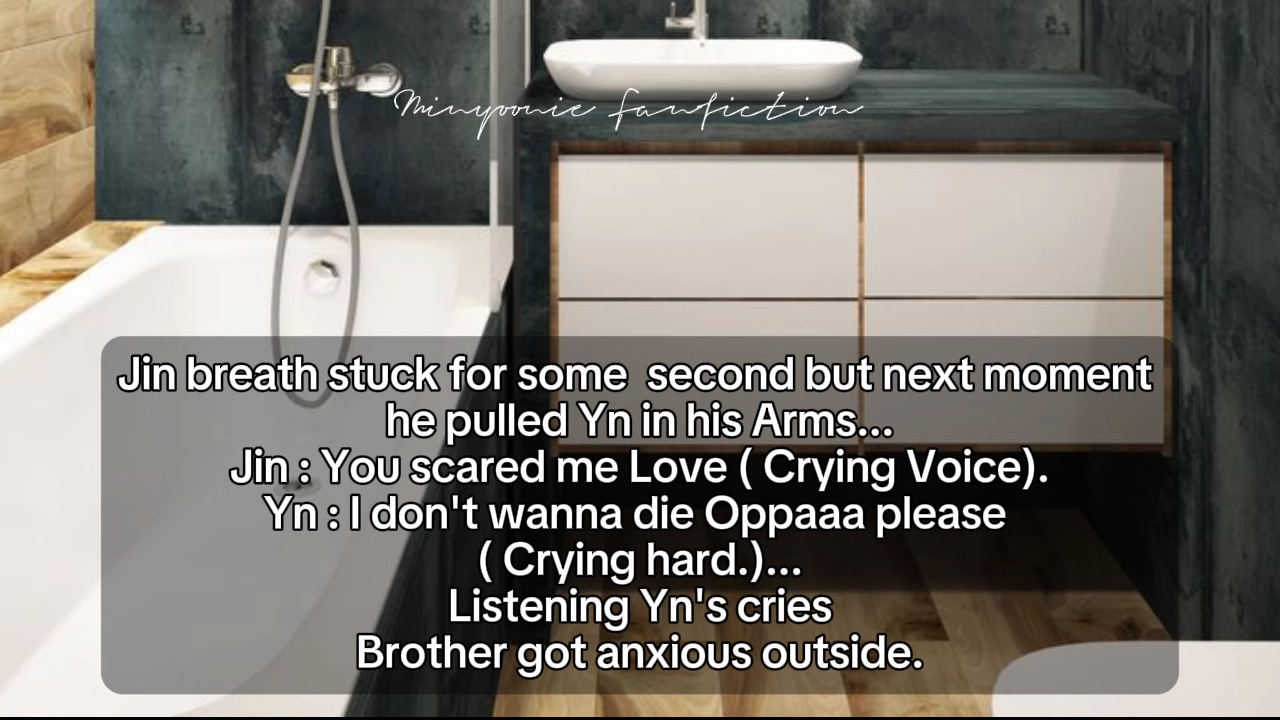 Minyoonie fanfiction
Jin breath stuck for some  second but next moment
he pulled Yn in his Arms...
Jin : You scared me Love ( Crying Voice).
Yn : I don't wanna die Oppaaa please
( Crying hard.)...
Listening Yn's cries
Brother got anxious outside.